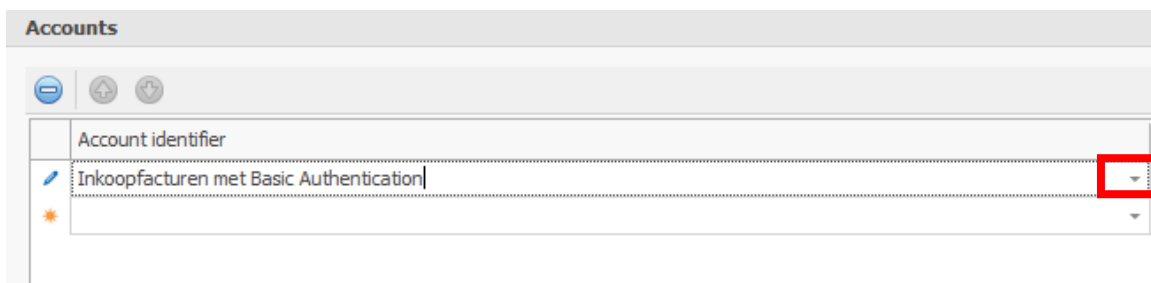 Accounts
Account identifier
Inkoopfacturen met Basic Authentication